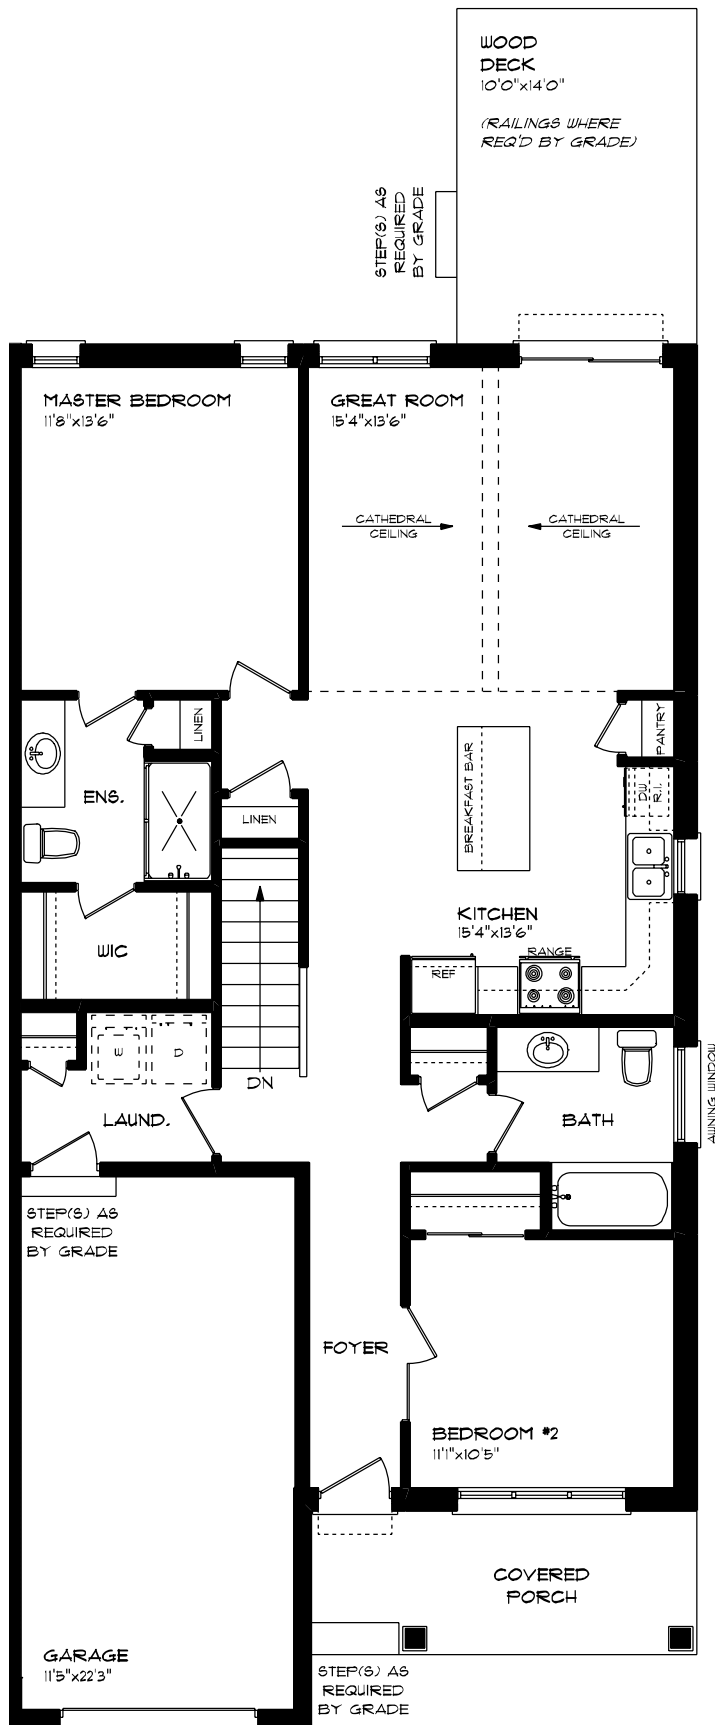 WOOD
DECK
10'0"x14'0"
(RAILINGS WHERE
REQ'D BY GRADE)
STEP(S) AS
REQUIRED
BY GRADE
MASTER BEDROOM
11'8"x13'6"
GREAT ROOM
15'4"x13'6"
CATHEDRAL
CEILING
CATHEDRAL
CEILING
LINEN
PANTRY
BREAKFAST BAR
DW
R.I.
ENS.
LINEN
KITCHEN
15'4"x13'6"
WIC
REF
RANGE
W
D
DN
LAUND.
BATH
AWNING WINDOW
STEP(S) AS
REQUIRED
BY GRADE
FOYER
BEDROOM #2
11'1"x10'5"
COVERED
PORCH
GARAGE
11'5"x22'3"
STEP(S) AS
REQUIRED
BY GRADE